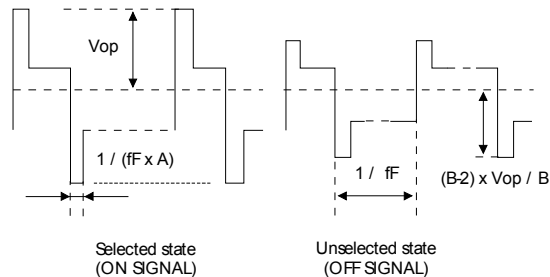 Vop
1 / (fF x A)
1 / fF
(B-2) x Vop / B
Selected state
(ON SIGNAL)
Unselected state
(OFF SIGNAL)